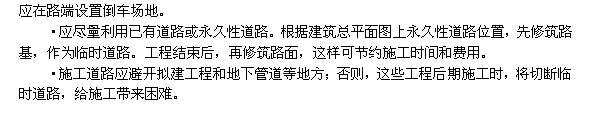 应在路端设置倒车场地。
•应尽量利用已有道路或永久性道路。根据建筑总平面图上永久性道路位置，先修筑路
基，作为临时道路。工程结束后，再修筑路面，这样可节约施工时间和费用。
•施工道路应避开拟建工程和地下管道等地方；否则，这些工程后期施工时，将切断临
时道路，给施工带来困难。